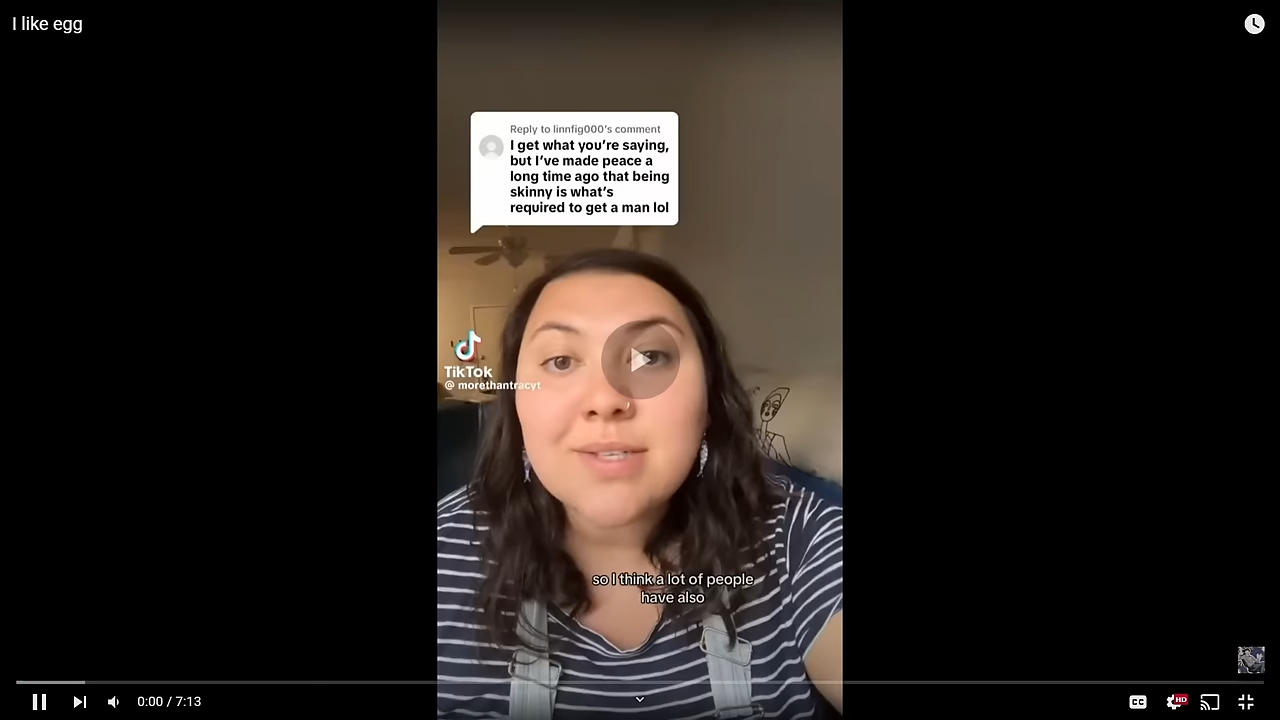 I like egg
Reply to linnfig000's comment
I get what you're saying,
but I've made peace a
long time ago that being
skinny is what's
required to get a man lol
TikTok
@ morethantracyt
so I think a lot of people
have also
0:00 / 7:13
CC
HD